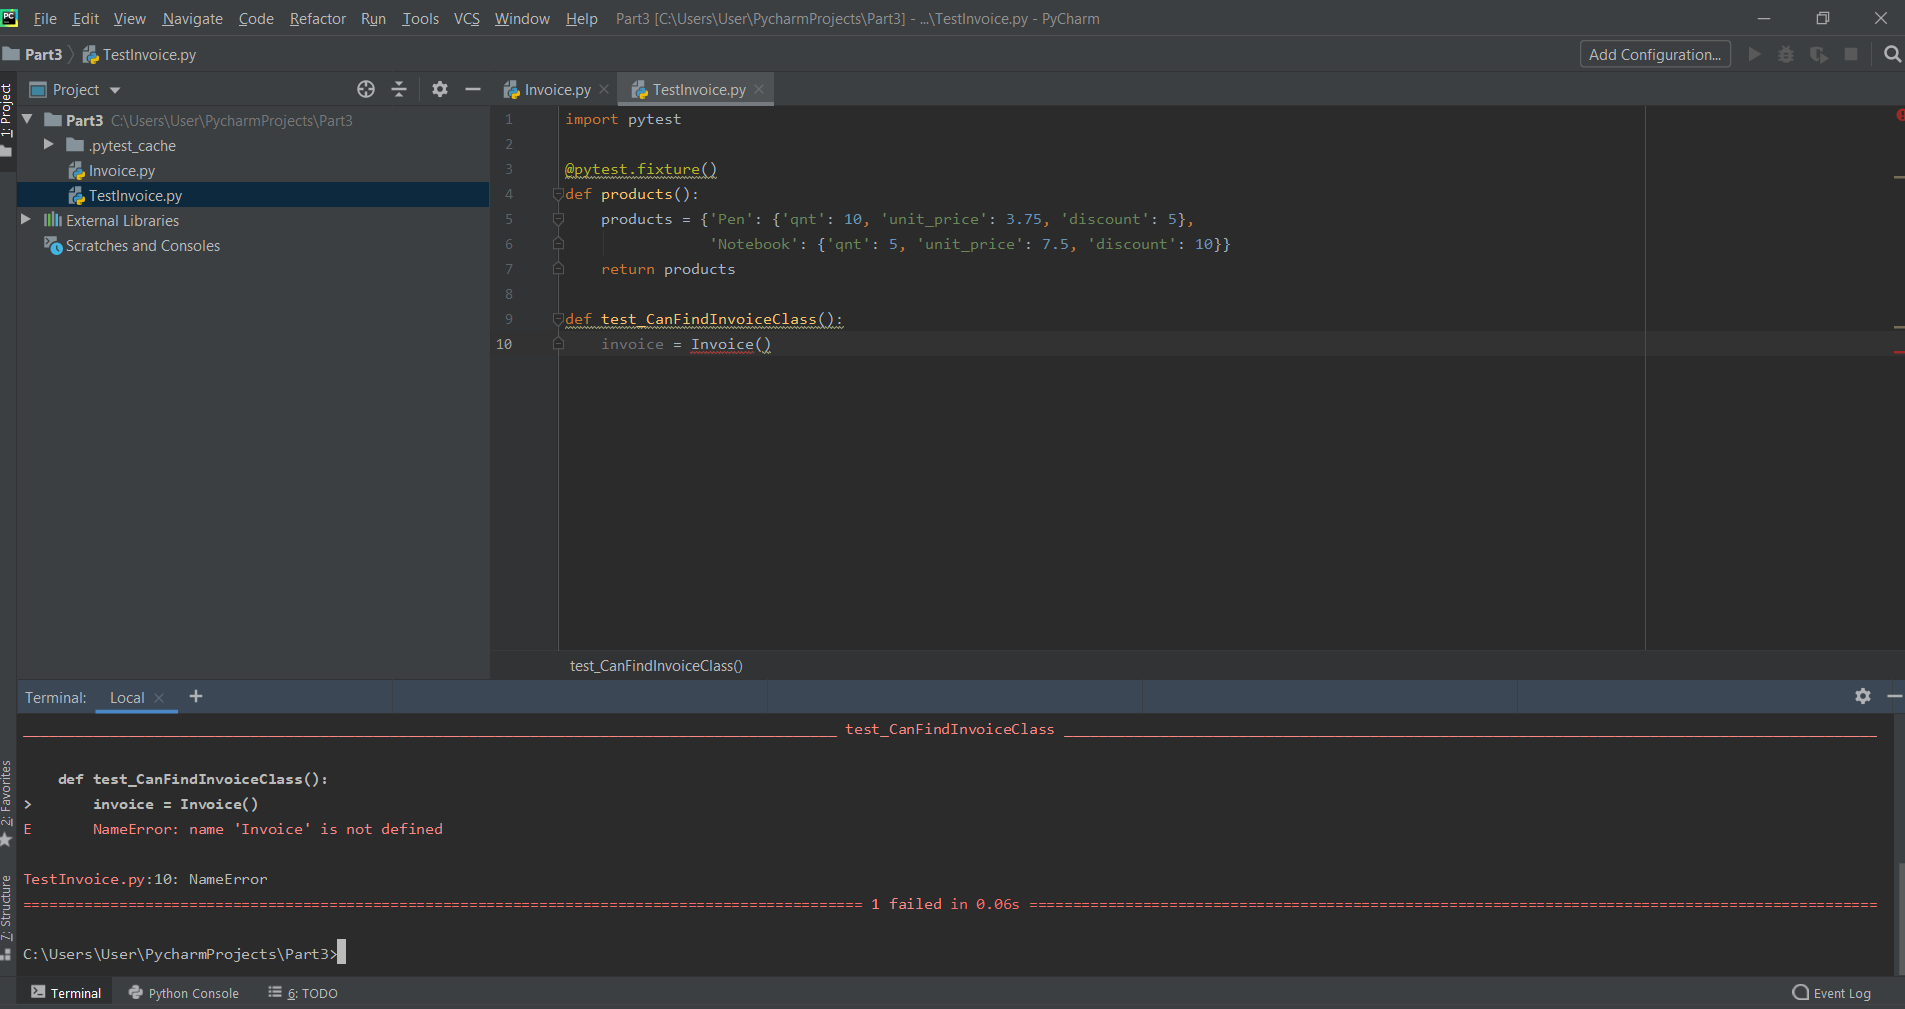 File Edit View Navigate Code Refactor Run Tools VCS Window Help Part3 [C:\Users\User\PycharmProjects\Part3] - ...\TestInvoice.py - PyCharm
Part3 TestInvoice.py Add Configuration...
1: Project
Project
Part3 C:\Users\User\PycharmProjects\Part3
.pytest_cache
Invoice.py
TestInvoice.py
External Libraries
Scratches and Consoles
Invoice.py TestInvoice.py
1 import pytest
2
3 @pytest.fixture()
4 def products():
5     products = {'Pen': {'qnt': 10, 'unit_price': 3.75, 'discount': 5},
6                 'Notebook': {'qnt': 5, 'unit_price': 7.5, 'discount': 10}}
7     return products
8
9 def test_CanFindInvoiceClass():
10     invoice = Invoice()
test_CanFindInvoiceClass()
Terminal: Local +
2: Favorites
7: Structure
test_CanFindInvoiceClass
def test_CanFindInvoiceClass():
>       invoice = Invoice()
E       NameError: name 'Invoice' is not defined
TestInvoice.py:10: NameError
1 failed in 0.06s
C:\Users\User\PycharmProjects\Part3>
Terminal Python Console 6: TODO Event Log